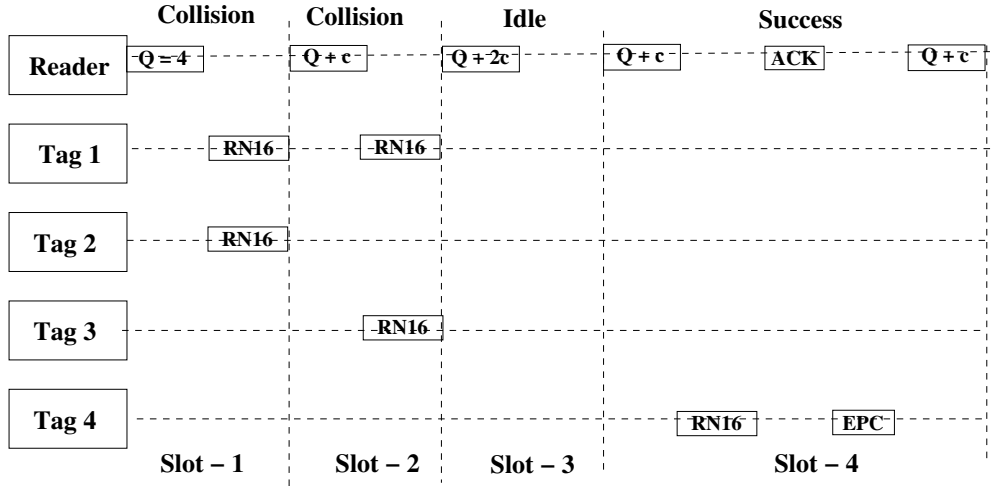 Collision Collision Idle Success
Reader Q = 4 Q + c Q + 2c Q + c ACK Q + c
Tag 1 RN16 RN16
Tag 2 RN16
Tag 3 RN16
Tag 4 RN16 EPC
Slot – 1 Slot – 2 Slot – 3 Slot – 4